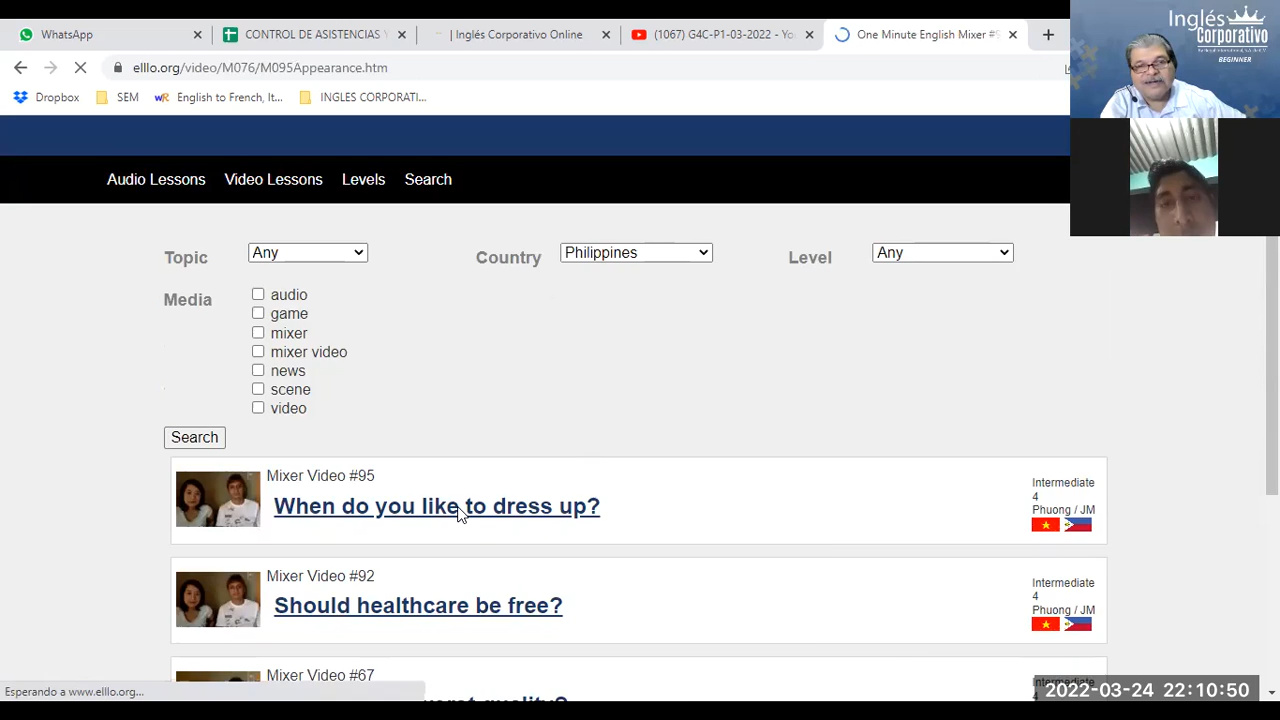 WhatsApp
CONTROL DE ASISTENCIAS Y
| Inglés Corporativo Online
(1067) G4C-P1-03-2022 - Yo
One Minute English Mixer #9
elllo.org/video/M076/M095Appearance.htm
Dropbox
SEM
English to French, It...
INGLES CORPORATI...
Inglés
Corporativo
BEGINNER
Audio Lessons
Video Lessons
Levels
Search
Topic
Any
Country
Philippines
Level
Any
Media
audio
game
mixer
mixer video
news
scene
video
Search
Mixer Video #95
When do you like to dress up?
Intermediate
4
Phuong / JM
Mixer Video #92
Should healthcare be free?
Intermediate
4
Phuong / JM
Mixer Video #67
quality?
Esperando a www.elllo.org...
2022-03-24 22:10:50